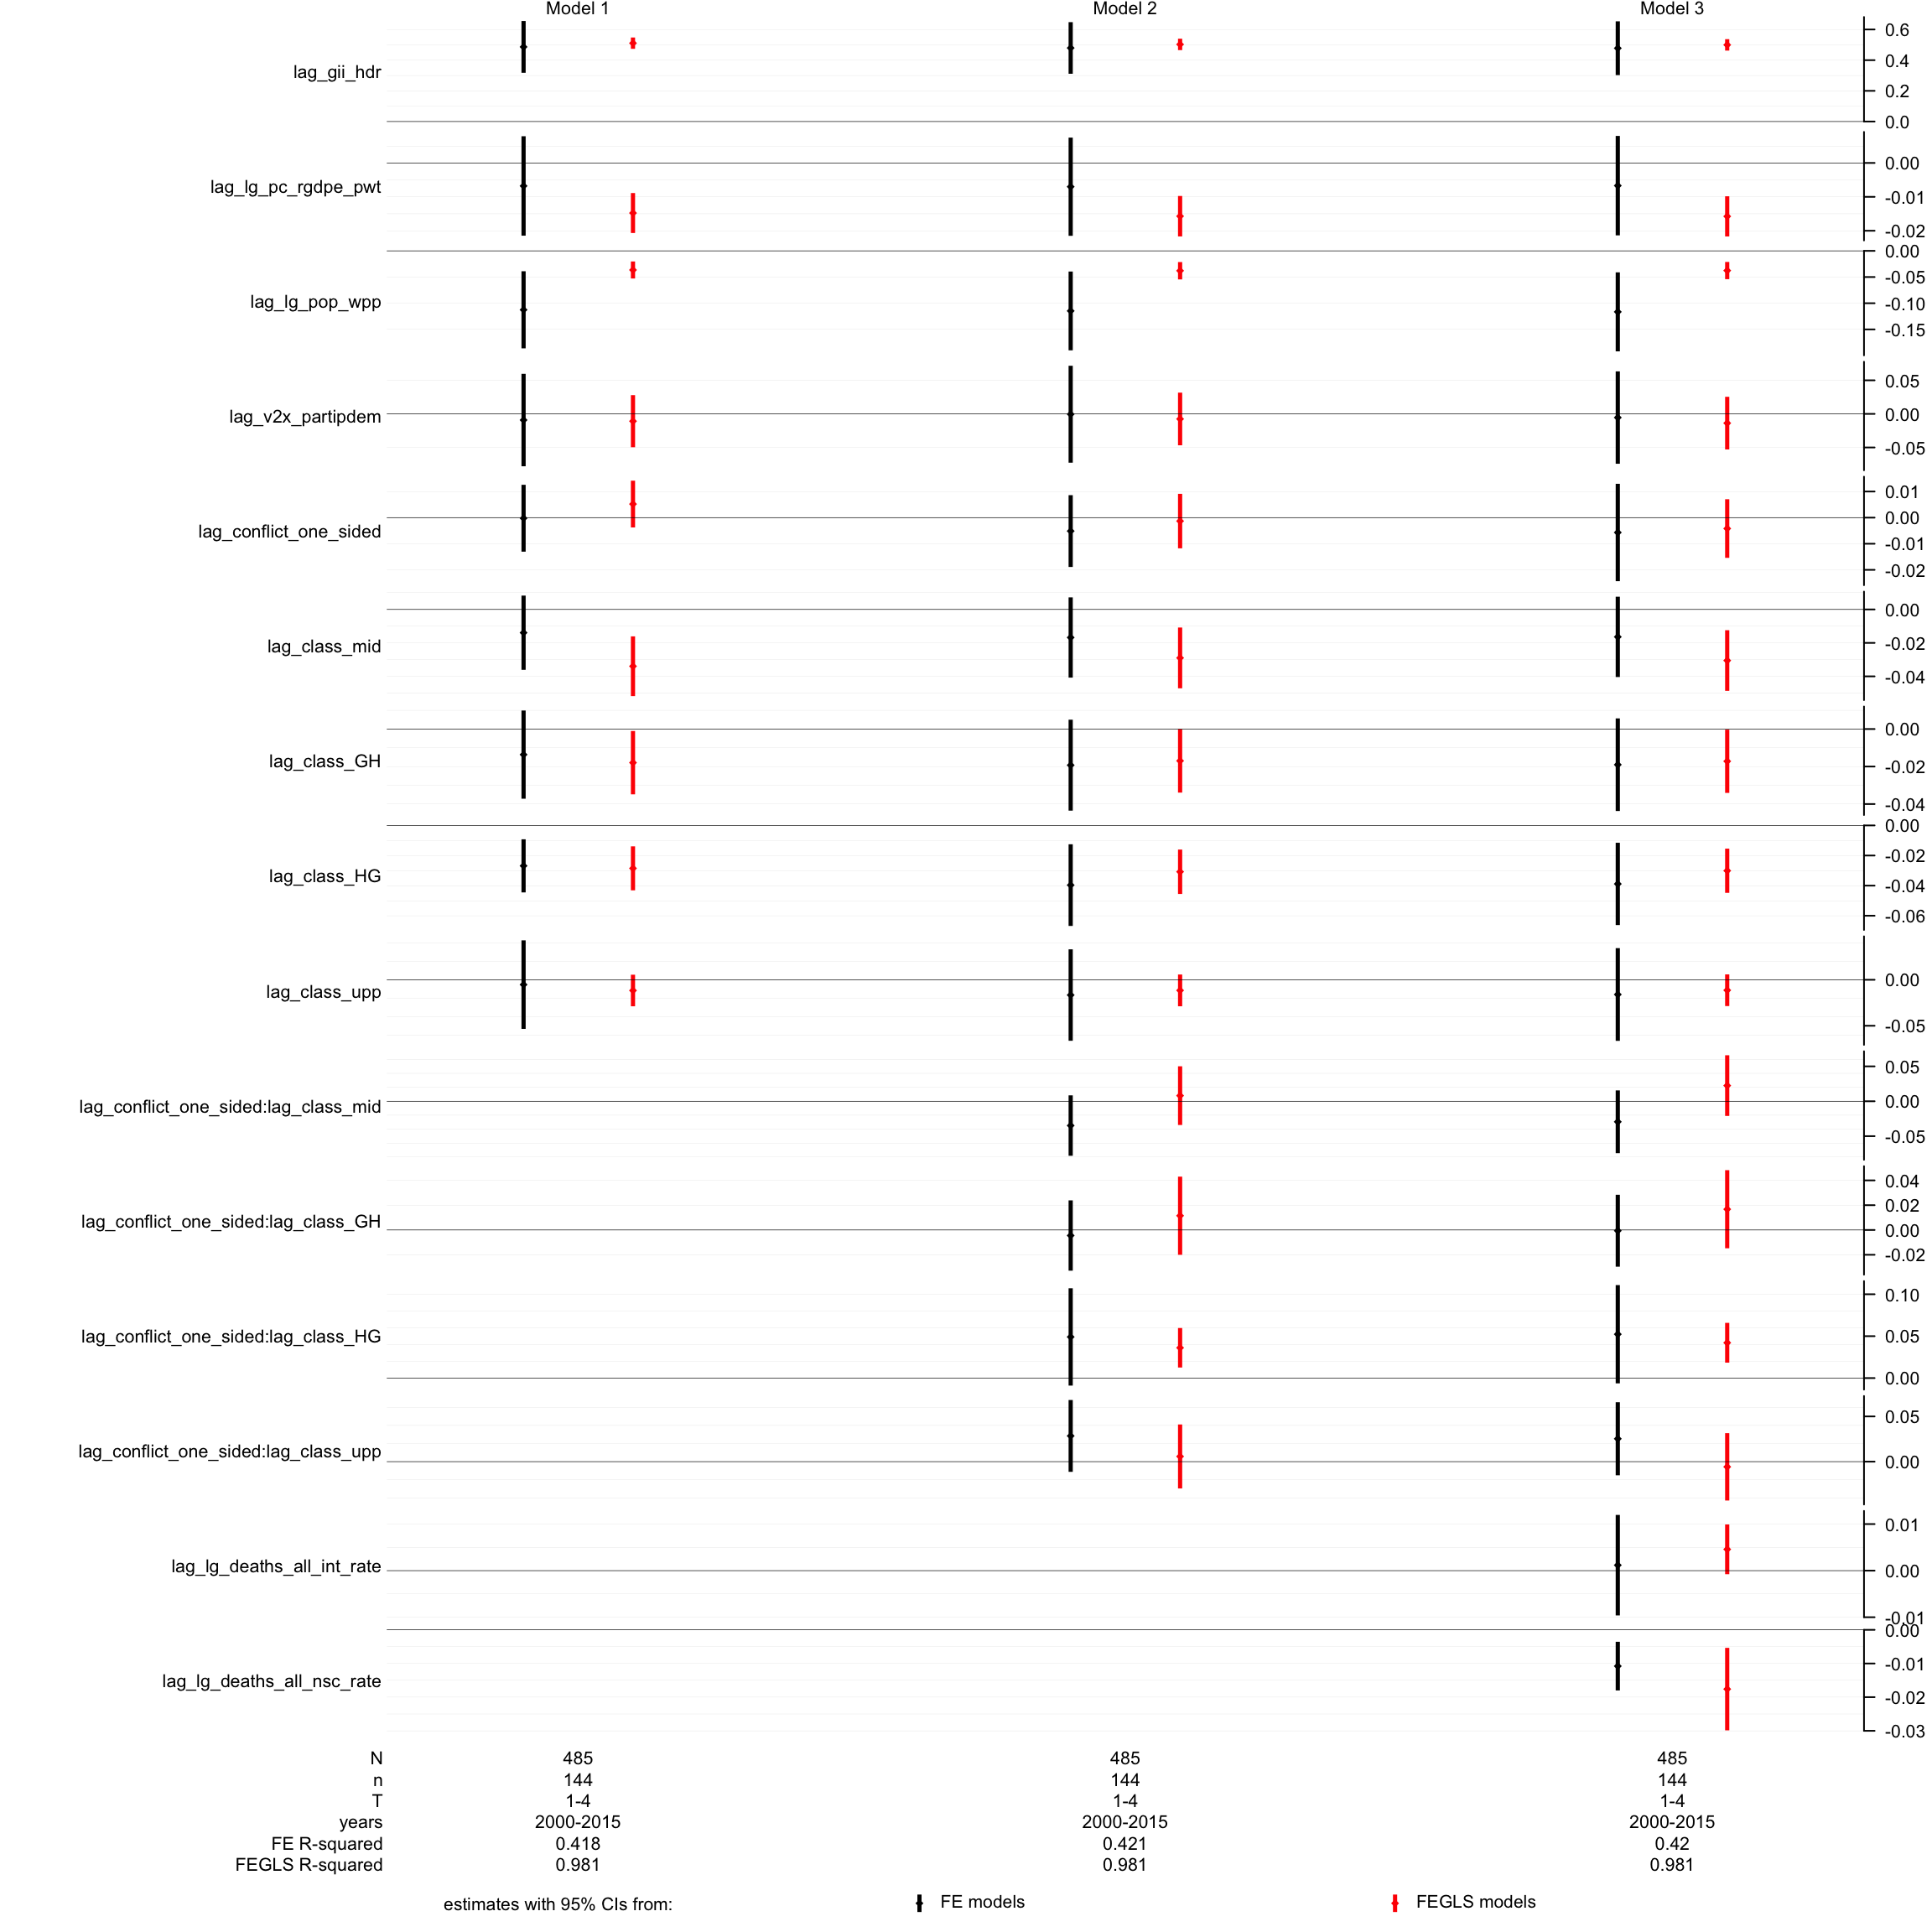 Model 1 Model 2 Model 3
lag_gii_hdr
0.6
0.4
0.2
0.0
lag_lg_pc_rgdpe_pwt
0.00
-0.01
-0.02
lag_lg_pop_wpp
0.00
-0.05
-0.10
-0.15
lag_v2x_partipdem
0.05
0.00
-0.05
lag_conflict_one_sided
0.01
0.00
-0.01
-0.02
lag_class_mid
0.00
-0.02
-0.04
lag_class_GH
0.00
-0.02
-0.04
lag_class_HG
0.00
-0.02
-0.04
-0.06
lag_class_upp
0.00
-0.05
lag_conflict_one_sided:lag_class_mid
0.05
0.00
-0.05
lag_conflict_one_sided:lag_class_GH
0.04
0.02
0.00
-0.02
lag_conflict_one_sided:lag_class_HG
0.10
0.05
0.00
lag_conflict_one_sided:lag_class_upp
0.05
0.00
lag_lg_deaths_all_int_rate
0.01
0.00
-0.01
lag_lg_deaths_all_nsc_rate
0.00
-0.01
-0.02
-0.03
N 485 485 485
n 144 144 144
T 1-4 1-4 1-4
years 2000-2015 2000-2015 2000-2015
FE R-squared 0.418 0.421 0.42
FEGLS R-squared 0.981 0.981 0.981
estimates with 95% CIs from: FE models FEGLS models